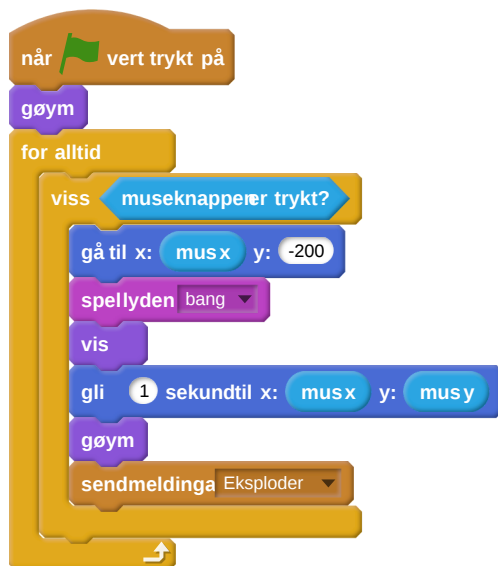 når vert trykt på
gøym
for alltid
viss museknappen er trykt?
gå til x: mus x y: -200
spel lyden bang
vis
gli 1 sekund til x: mus x y: mus y
gøym
send meldinga Eksploder